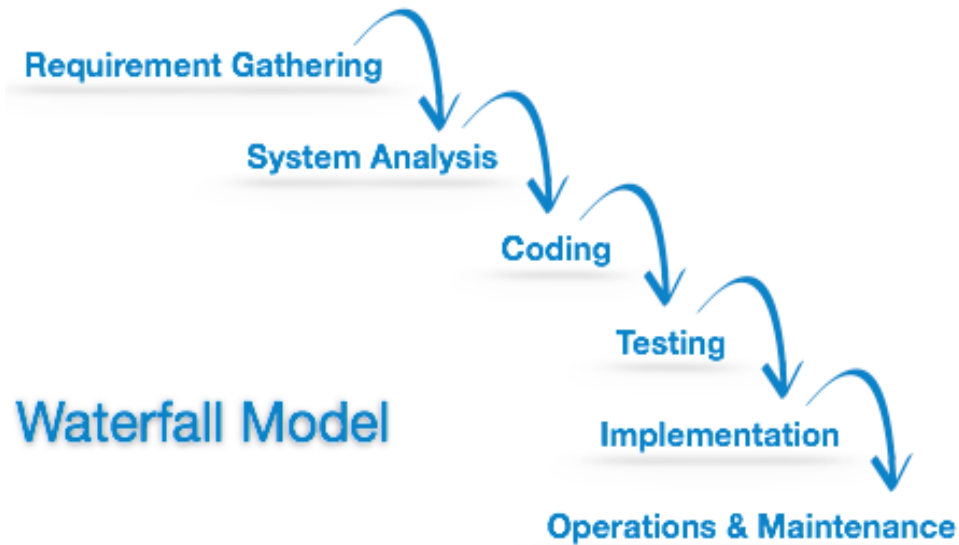 Requirement Gathering
System Analysis
Coding
Testing
Waterfall Model
Implementation
Operations & Maintenance